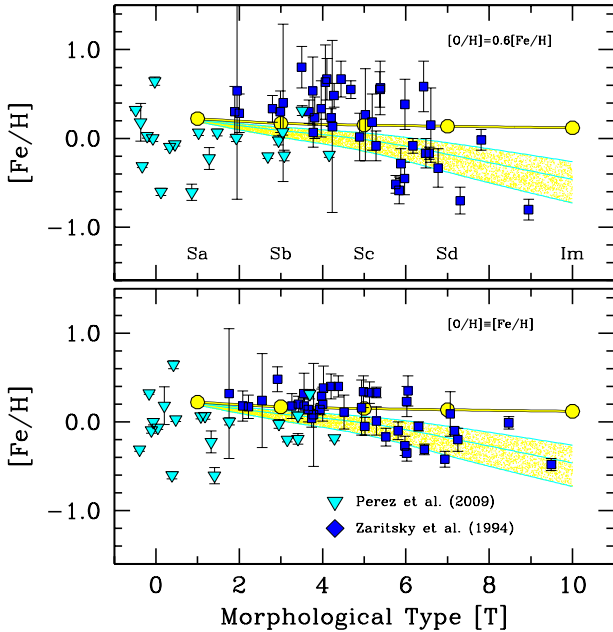 [O/H]=0.6[Fe/H]
1.0
0.0
−1.0
[Fe/H]
Sa Sb Sc Sd Im
[O/H]=[Fe/H]
1.0
0.0
−1.0
[Fe/H]
Perez et al. (2009)
Zaritsky et al. (1994)
0 2 4 6 8 10
Morphological Type [T]